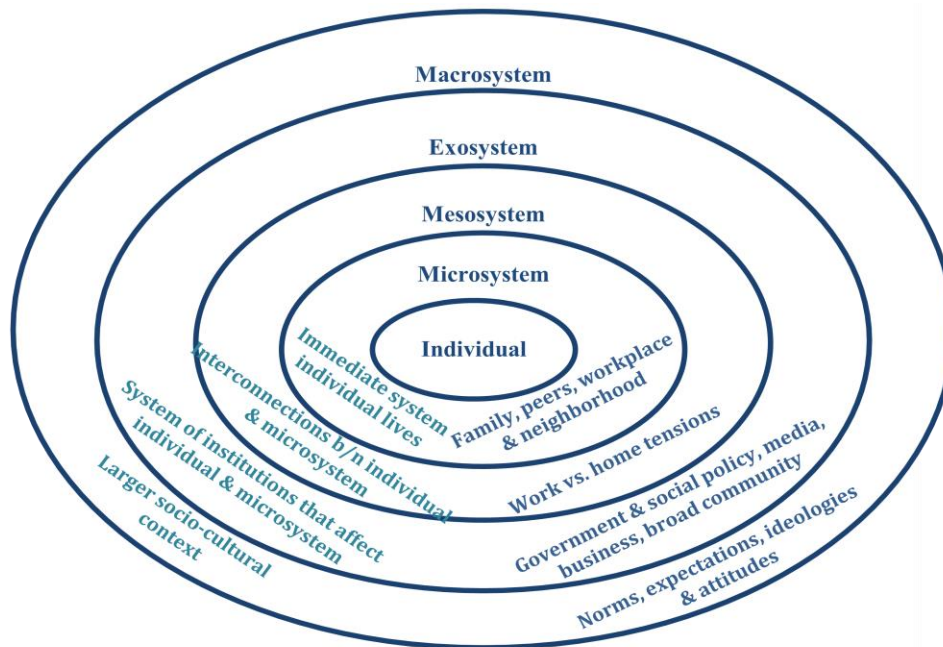 Macrosystem
Exosystem
Mesosystem
Microsystem
Individual
Immediate system
individual lives
Family, peers, workplace
& neighborhood
Interconnections b/n individual
& microsystem
Work vs. home tensions
System of institutions that affect
individual & microsystem
Government & social policy, media,
business, broad community
Larger socio-cultural
context
Norms, expectations, ideologies
& attitudes